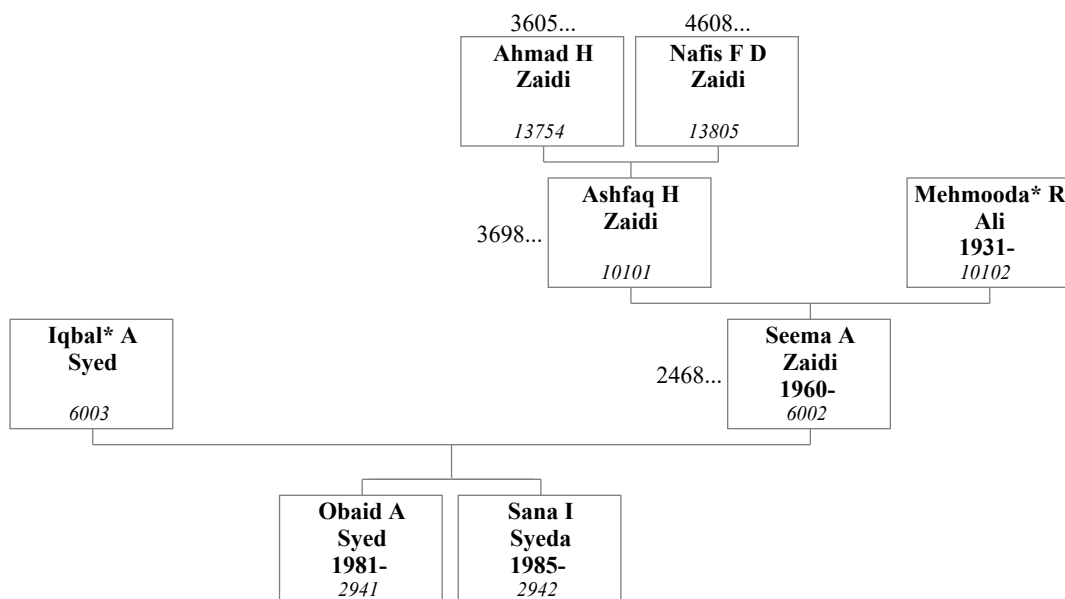 3605...
4608...
Ahmad H
Zaidi
13754
Nafis F D
Zaidi
13805
3698...
Ashfaq H
Zaidi
10101
Mehmooda* R
Ali
1931-
10102
Iqbal* A
Syed
6003
2468...
Seema A
Zaidi
1960-
6002
Obaid A
Syed
1981-
2941
Sana I
Syeda
1985-
2942